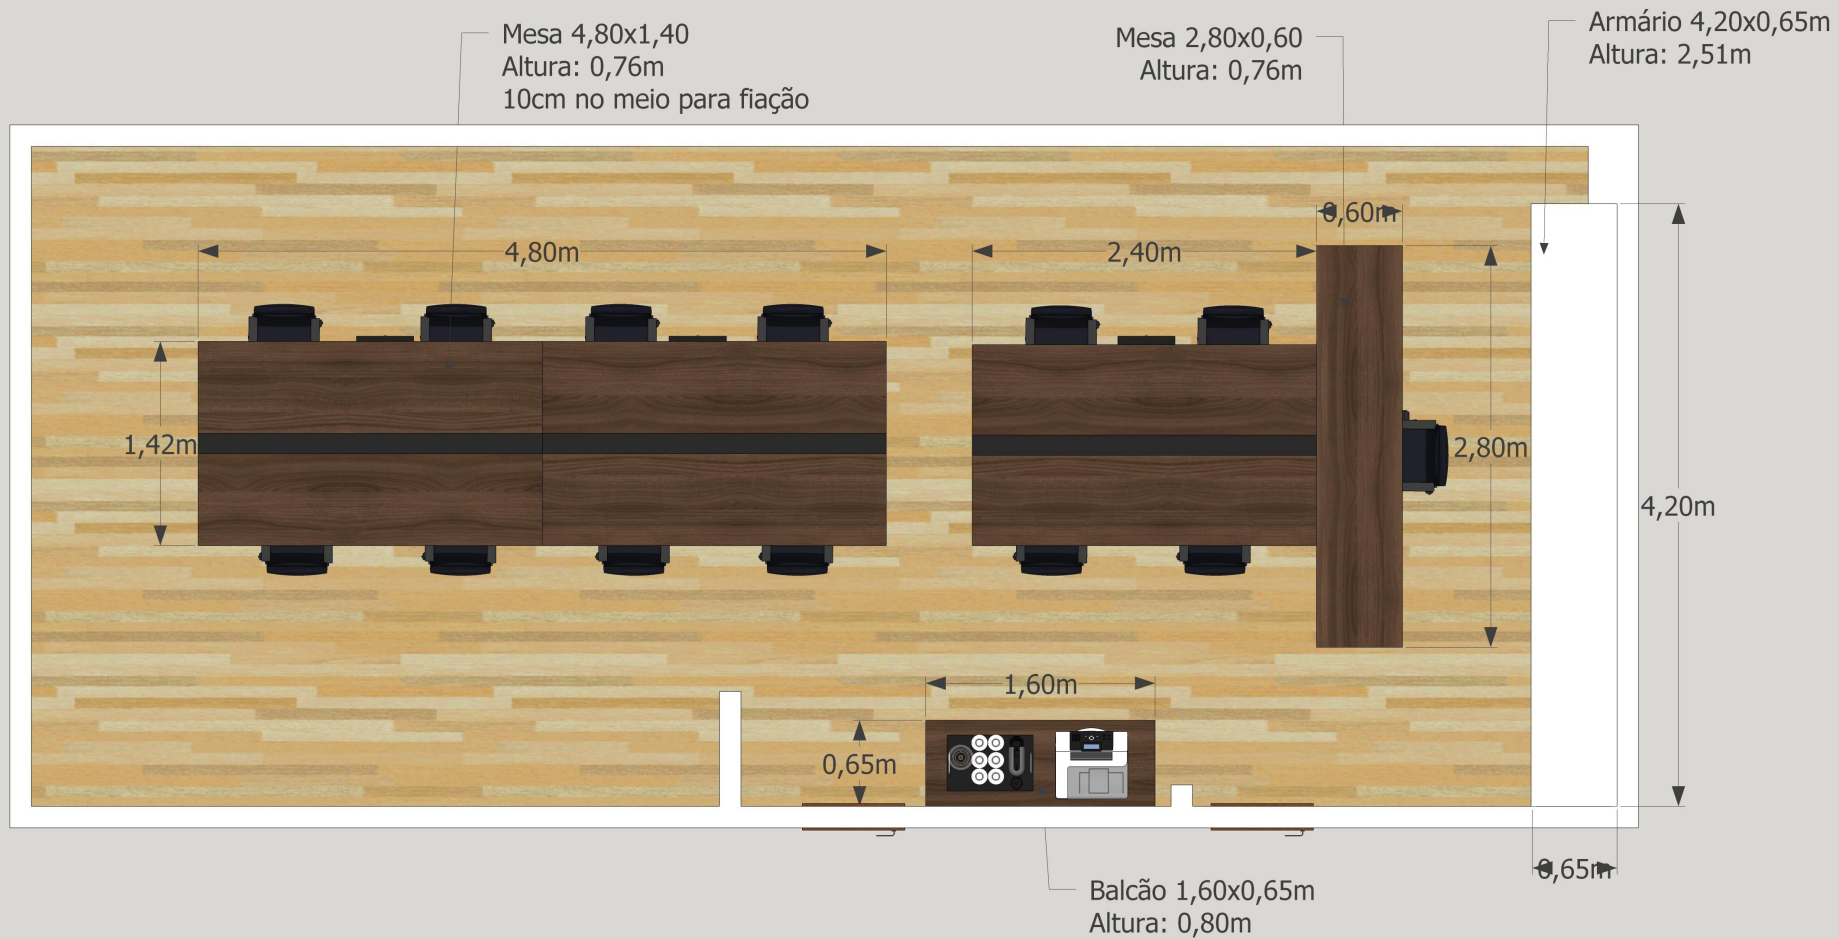 Mesa 4,80x1,40
Altura: 0,76m
10cm no meio para fiação
Mesa 2,80x0,60
Altura: 0,76m
Armário 4,20x0,65m
Altura: 2,51m
0,60m
4,80m
2,40m
1,42m
2,80m
4,20m
1,60m
0,65m
0,65m
Balcão 1,60x0,65m
Altura: 0,80m